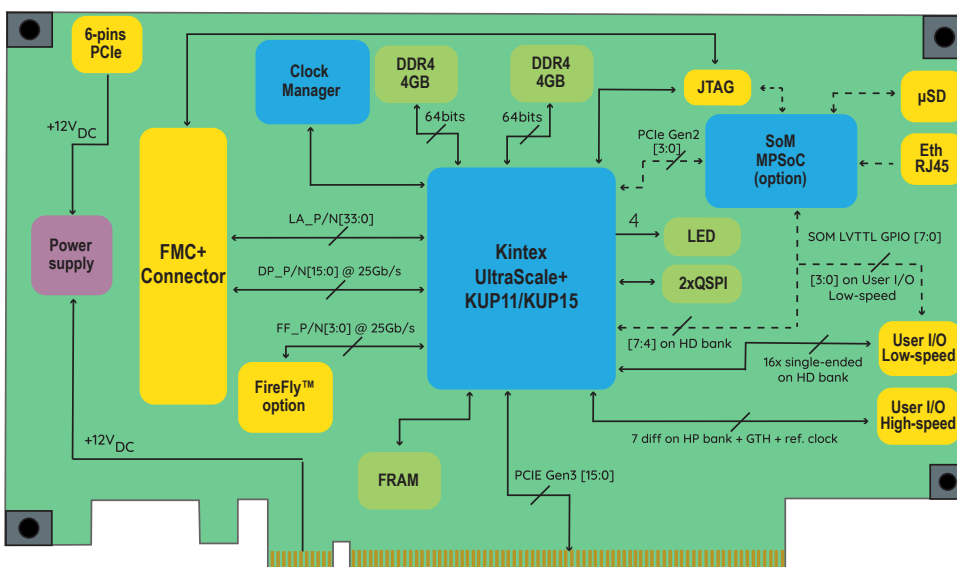 6-pins
PCIe
+12VDC
Clock
Manager
DDR4
4GB
DDR4
4GB
64bits
64bits
JTAG
µSD
PCIe Gen2
[3:0]
SoM
MPSoC
(option)
Eth
RJ45
Power
supply
FMC+
Connector
LA_P/N[33:0]
DP_P/N[15:0] @ 25Gb/s
FF_P/N[3:0] @ 25Gb/s
Kintex
UltraScale+
KUP11/KUP15
4
LED
2xQSPI
SOM LVTTL GPIO [7:0]
[3:0] on User I/O
Low-speed
[7:4] on HD bank
User I/O
Low-speed
16x single-ended
on HD bank
FireFly™
option
User I/O
High-speed
7 diff on HP bank + GTH + ref. clock
+12VDC
FRAM
PCIE Gen3 [15:0]